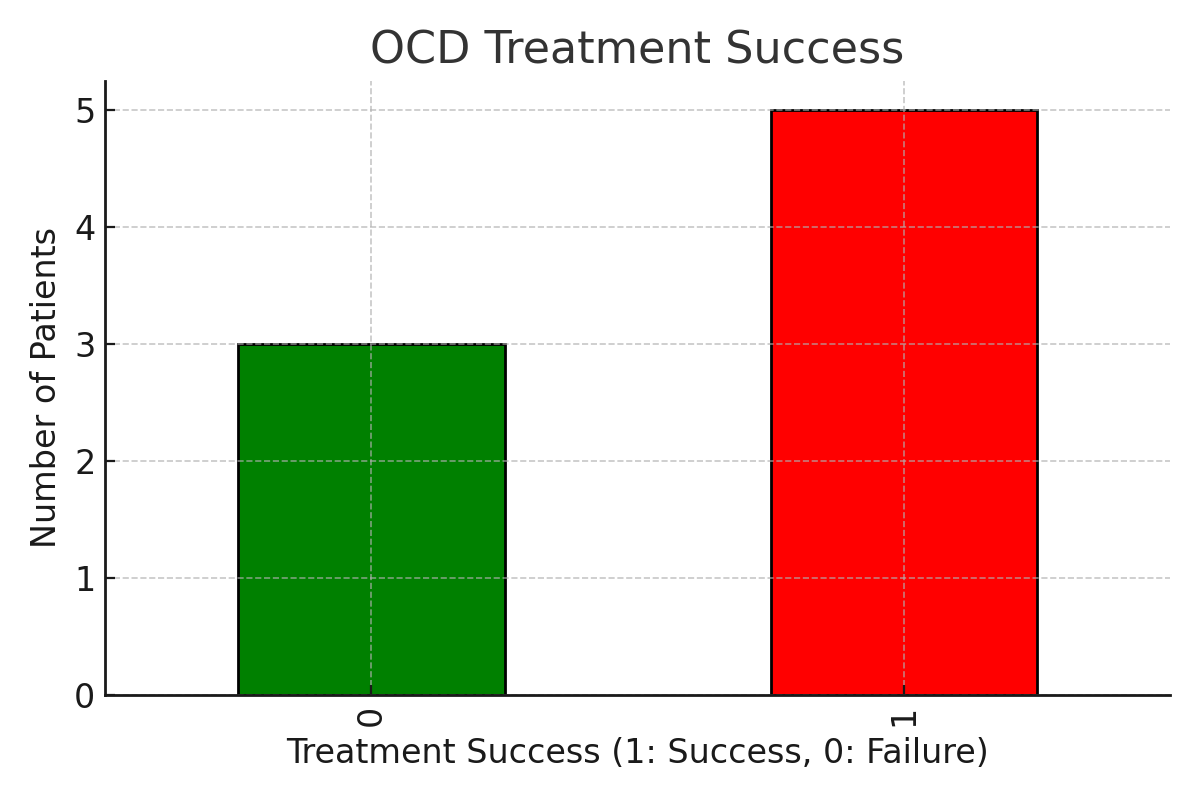 OCD Treatment Success
Number of Patients
5
4
3
2
1
0
0
1
Treatment Success (1: Success, 0: Failure)